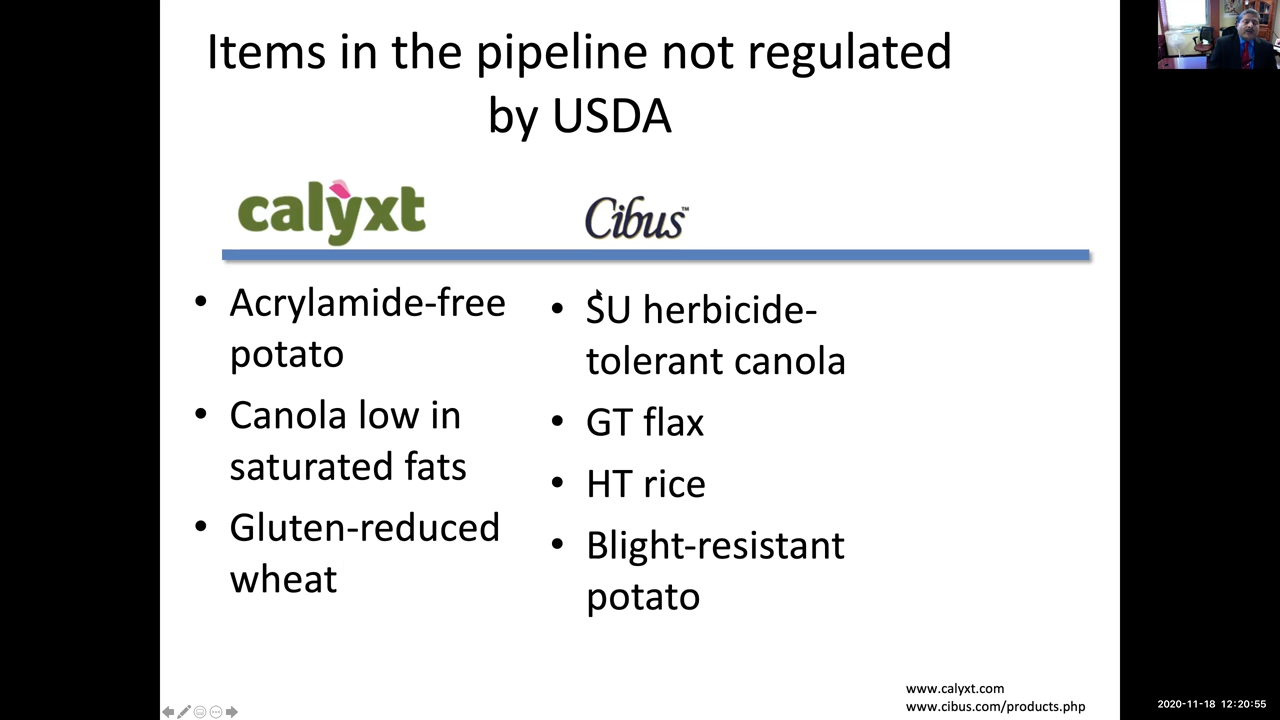 Items in the pipeline not regulated
by USDA
calyxt
Cibus™
• Acrylamide-free
potato
• Canola low in
saturated fats
• Gluten-reduced
wheat
• SU herbicide-
tolerant canola
• GT flax
• HT rice
• Blight-resistant
potato
www.calyxt.com
www.cibus.com/products.php
2020-11-18 12:20:55